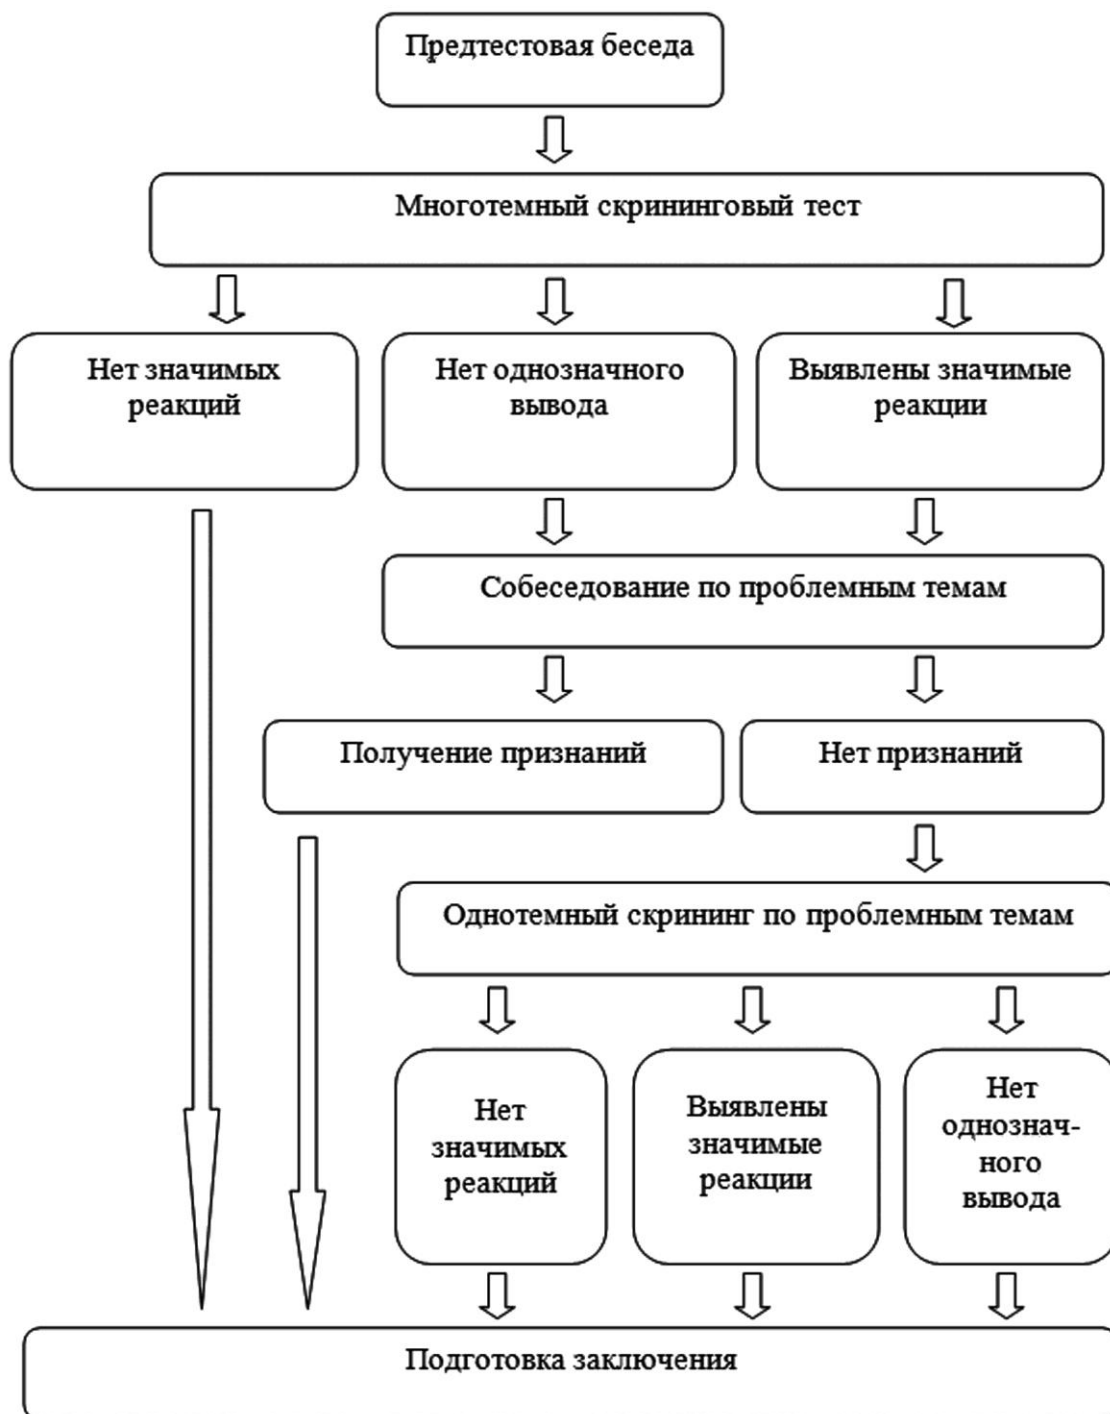 Предтестовая беседа
Многотемный скрининговый тест
Нет значимых
реакций
Нет однозначного
вывода
Выявлены значимые
реакции
Собеседование по проблемным темам
Получение признаний
Нет признаний
Однотемный скрининг по проблемным темам
Нет
значимых
реакций
Выявлены
значимые
реакции
Нет
однознач-
ного
вывода
Подготовка заключения